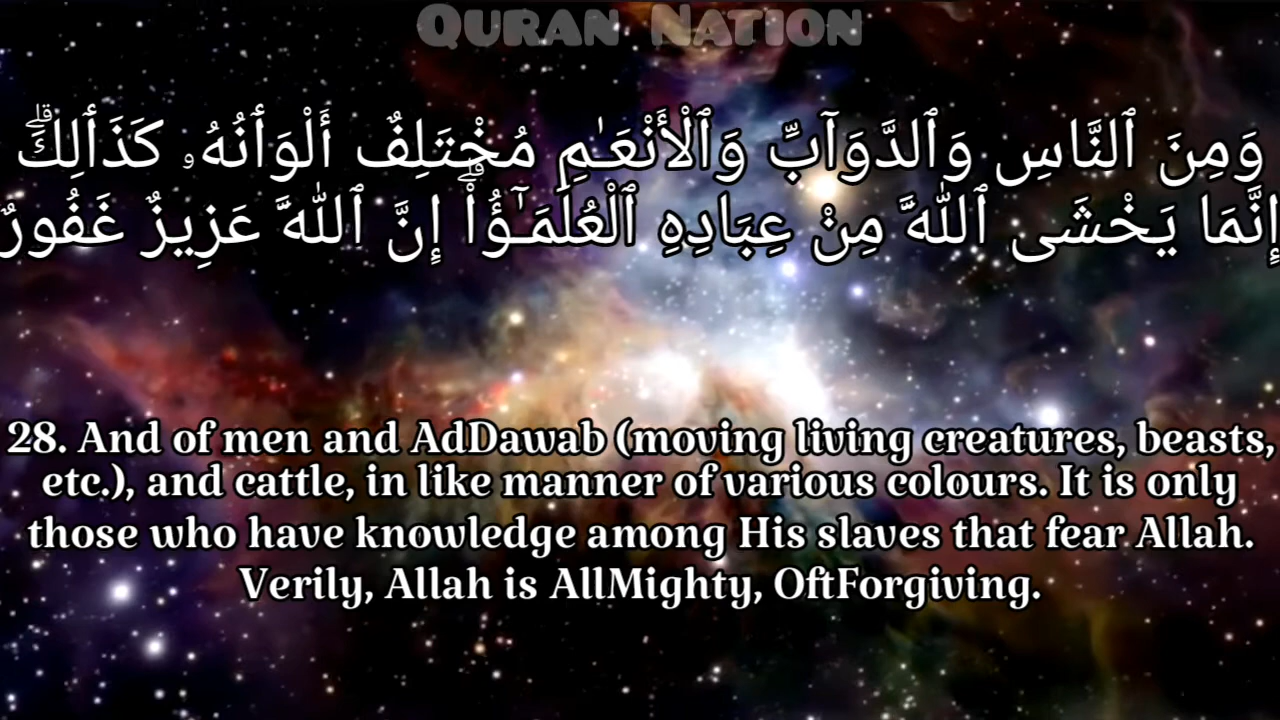 QURAN NATION
وَمِنَ ٱلنَّاسِ وَٱلدَّوَآبِّ وَٱلْأَنْعَـٰمِ مُخْتَلِفٌ أَلْوَٲنُهُۥ كَذَٲلِكَۗ
إِنَّمَا يَخْشَى ٱللَّهَ مِنْ عِبَادِهِ ٱلْعُلَمَـٰٓؤُاْۗ إِنَّ ٱللَّهَ عَزِيزٌ غَفُورٌ
28. And of men and AdDawab (moving living creatures, beasts,
etc.), and cattle, in like manner of various colours. It is only
those who have knowledge among His slaves that fear Allah.
Verily, Allah is AllMighty, OftForgiving.